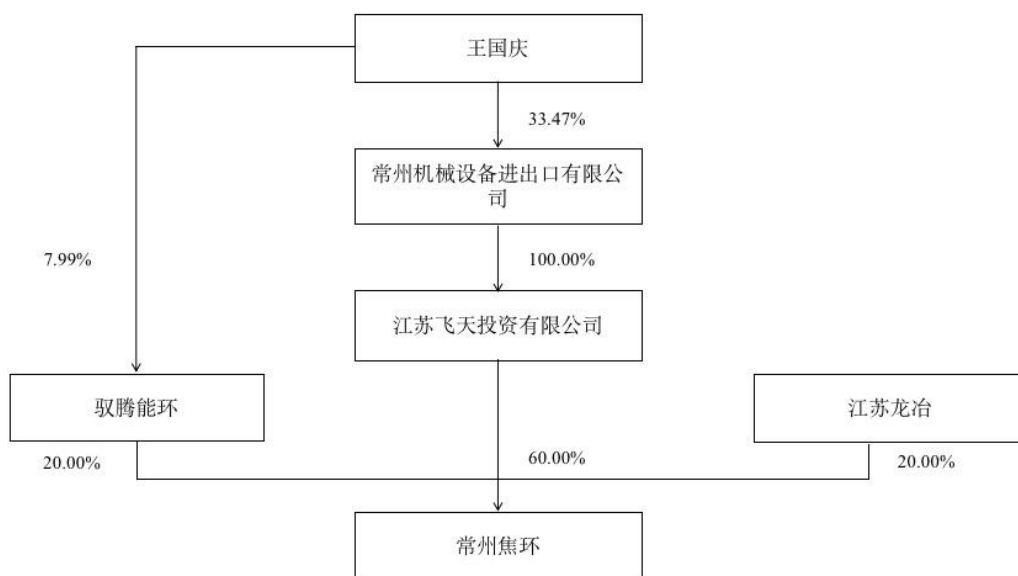 王国庆
33.47%
常州机械设备进出口有限公
司
7.99%
100.00%
江苏飞天投资有限公司
驭腾能环
江苏龙冶
20.00%
60.00%
20.00%
常州焦环